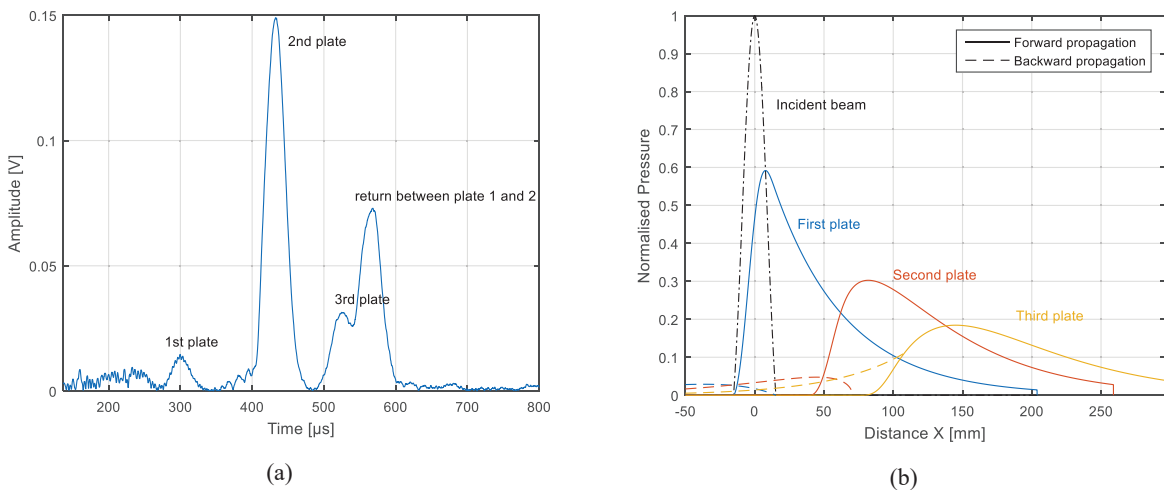 0.15
0.1
0.05
0
Amplitude [V]
2nd plate
return between plate 1 and 2
3rd plate
1st plate
200 300 400 500 600 700 800
Time [µs]
(a)
1
0.9
0.8
0.7
0.6
0.5
0.4
0.3
0.2
0.1
0
Normalised Pressure
Forward propagation
Backward propagation
Incident beam
First plate
Second plate
Third plate
-50 0 50 100 150 200 250
Distance X [mm]
(b)